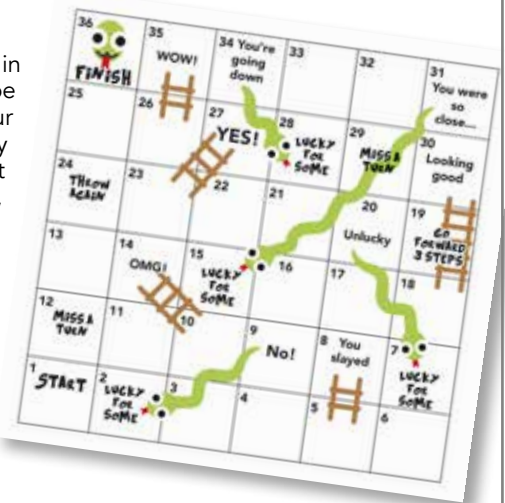 in
36
FINISH
35
WOW!
34 You're
going
down
33
32
31
You were
so
close...
25
26
27
YES!
28
LUCKY
FOR
SOME
29
MISS A
TURN
30
Looking
good
24
THROW
AGAIN
23
22
21
20
Unlucky
19
GO
FORWARD
3 STEPS
13
14
OMG!
15
LUCKY
FOR
SOME
16
17
18
12
MISS A
TURN
11
10
9
No!
8 You
slayed
7
LUCKY
FOR
SOME
1
START
2
LUCKY
FOR
SOME
3
4
5
6